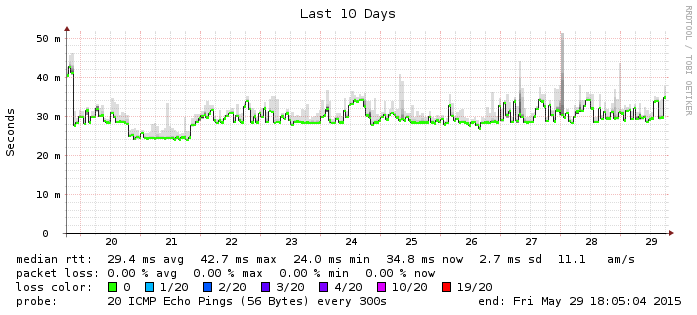 Last 10 Days
RRDTOOL / TOBI OETIKER
Seconds
50 m
40 m
30 m
20 m
10 m
0
20 21 22 23 24 25 26 27 28 29
median rtt: 29.4 ms avg 42.7 ms max 24.0 ms min 34.8 ms now 2.7 ms sd 11.1 am/s
packet loss: 0.00 % avg 0.00 % max 0.00 % min 0.00 % now
loss color: 0 1/20 2/20 3/20 4/20 10/20 19/20
probe: 20 ICMP Echo Pings (56 Bytes) every 300s end: Fri May 29 18:05:04 2015